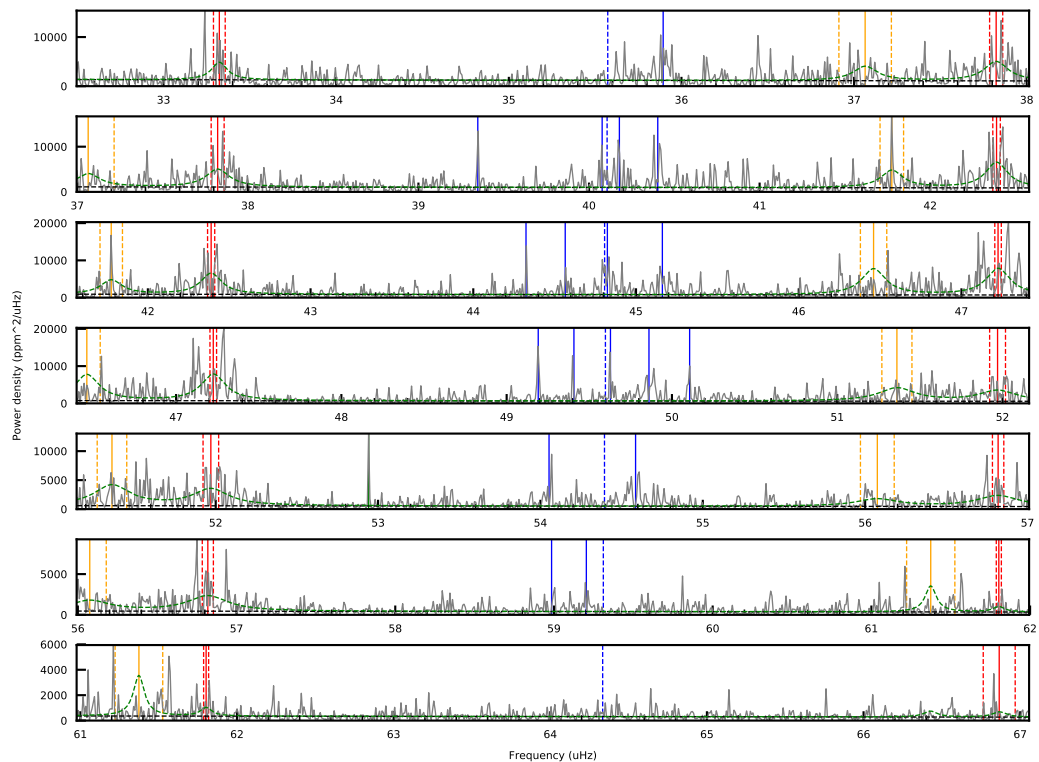 10000
0
33 34 35 36 37 38
10000
0
37 38 39 40 41 42
20000
10000
0
42 43 44 45 46 47
Power density (ppm^2/uHz)
20000
10000
0
47 48 49 50 51 52
10000
5000
0
52 53 54 55 56 57
5000
0
56 57 58 59 60 61 62
6000
4000
2000
0
61 62 63 64 65 66 67
Frequency (uHz)